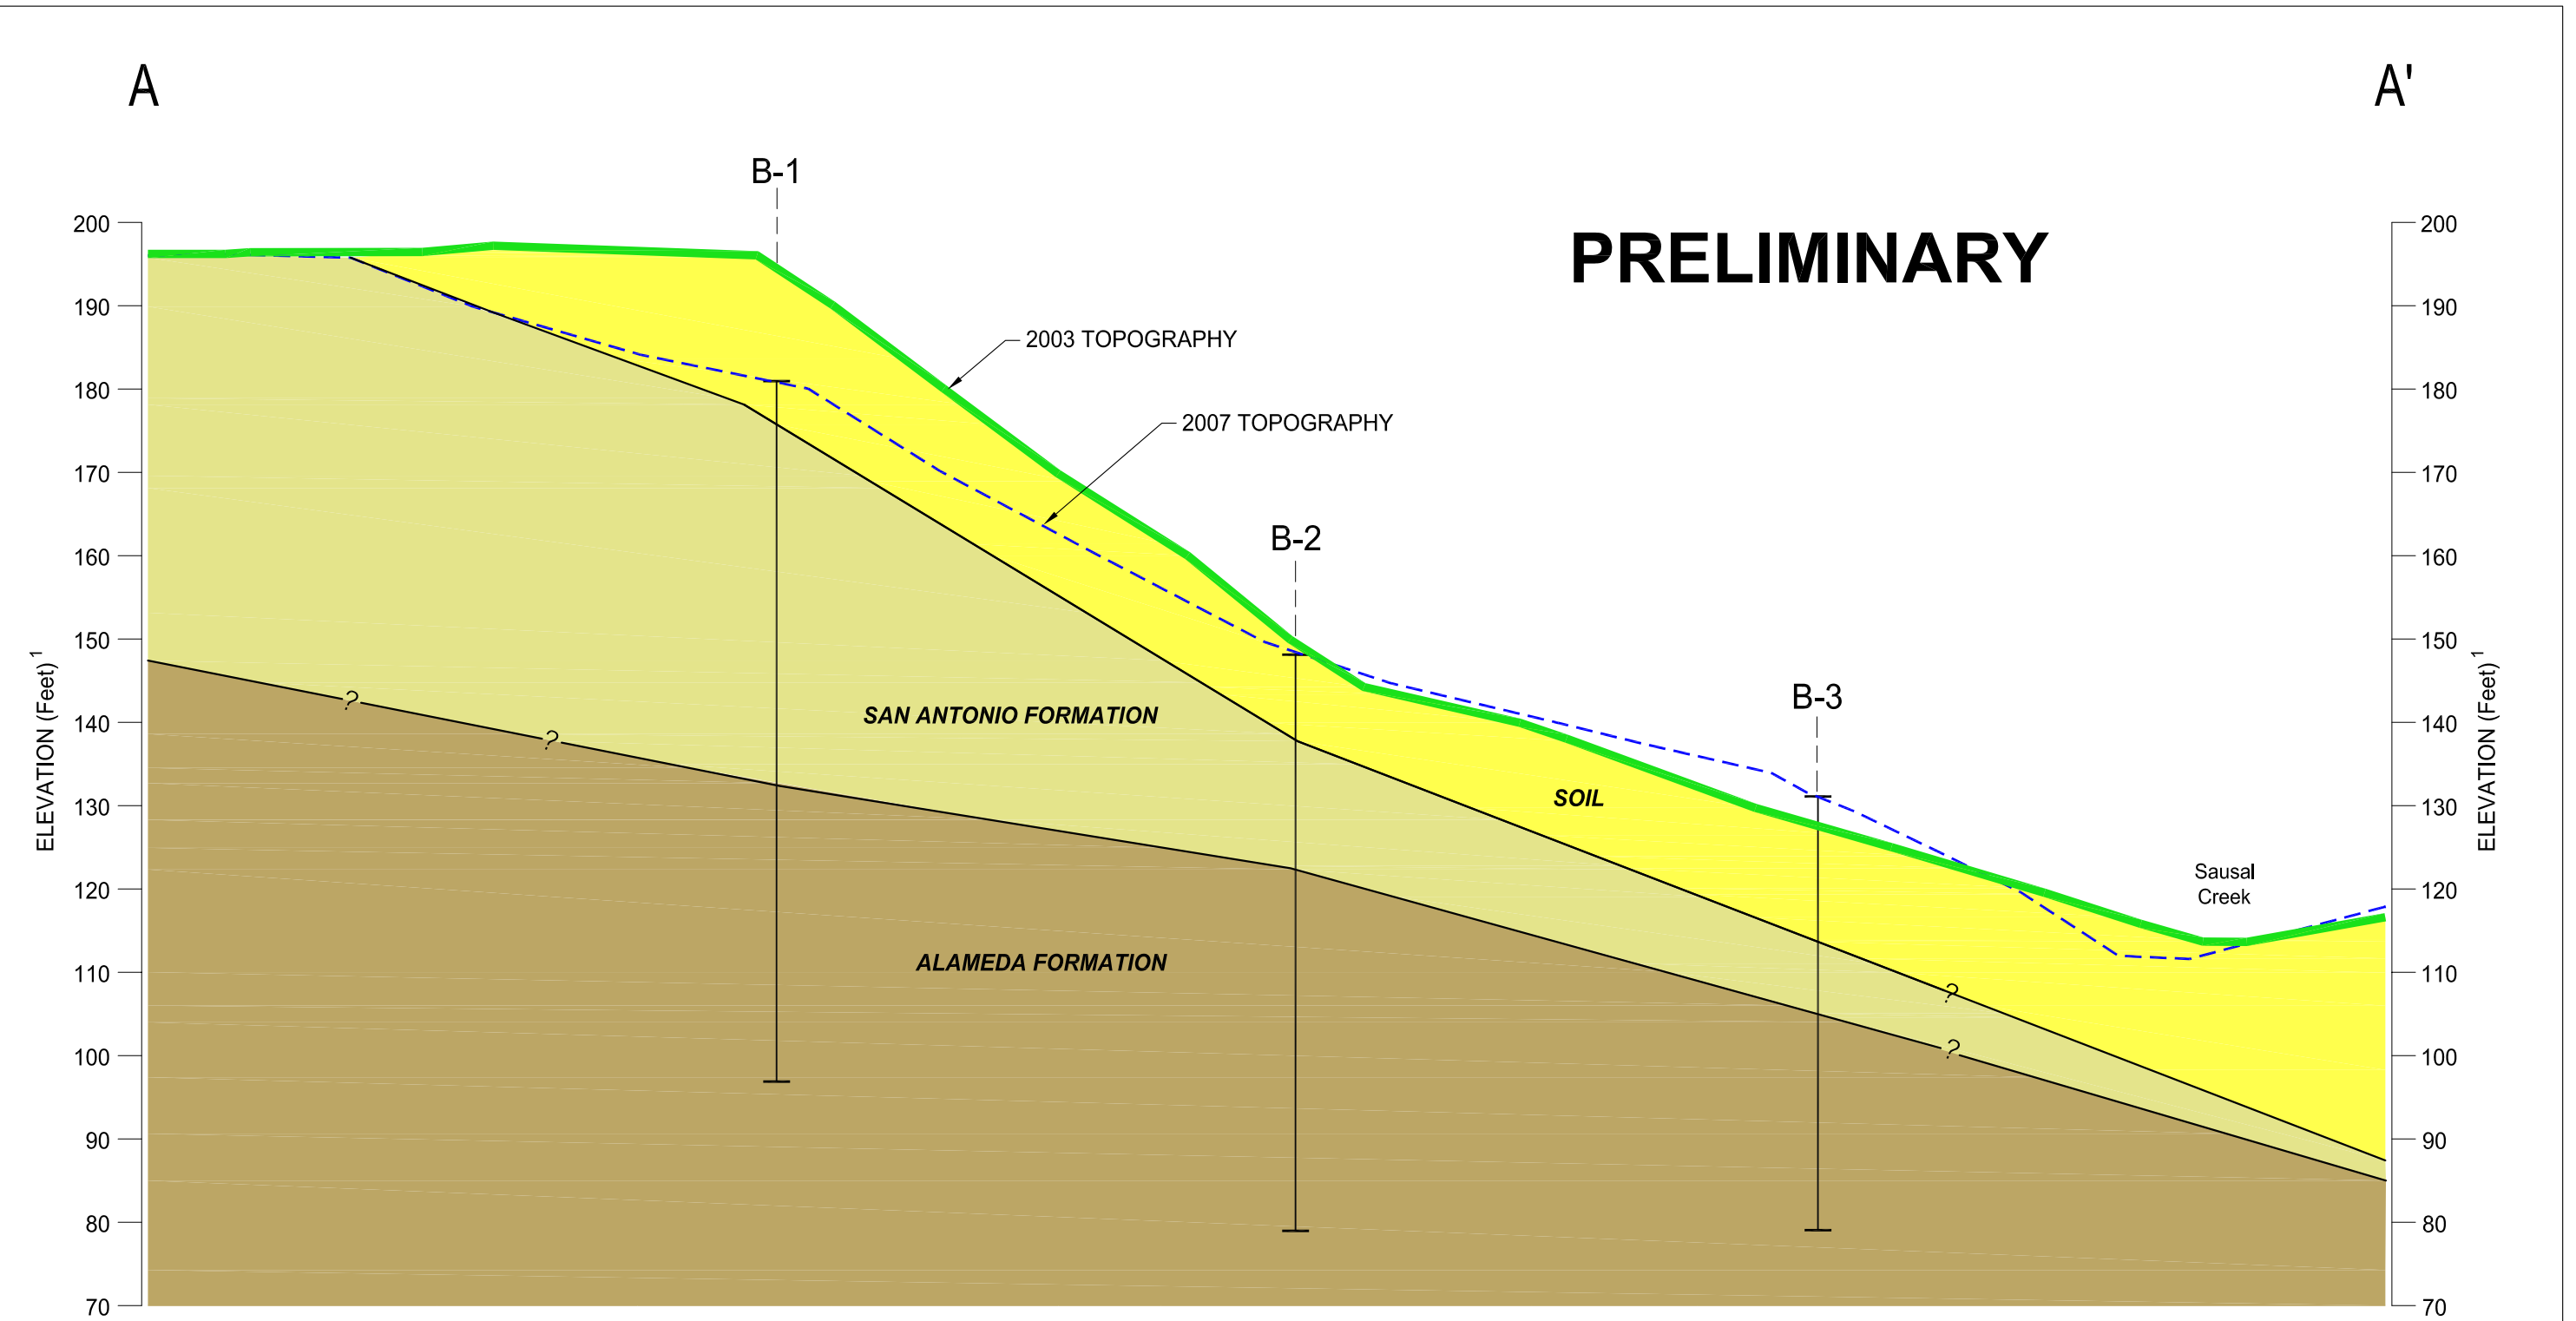 A
A'
B-1
PRELIMINARY
2003 TOPOGRAPHY
2007 TOPOGRAPHY
B-2
B-3
SAN ANTONIO FORMATION
SOIL
ALAMEDA FORMATION
Sausal
Creek
?
?
?
?
ELEVATION (Feet) 1
200
190
180
170
160
150
140
130
120
110
100
90
80
70
200
190
180
170
160
150
140
130
120
110
100
90
80
70
ELEVATION (Feet) 1